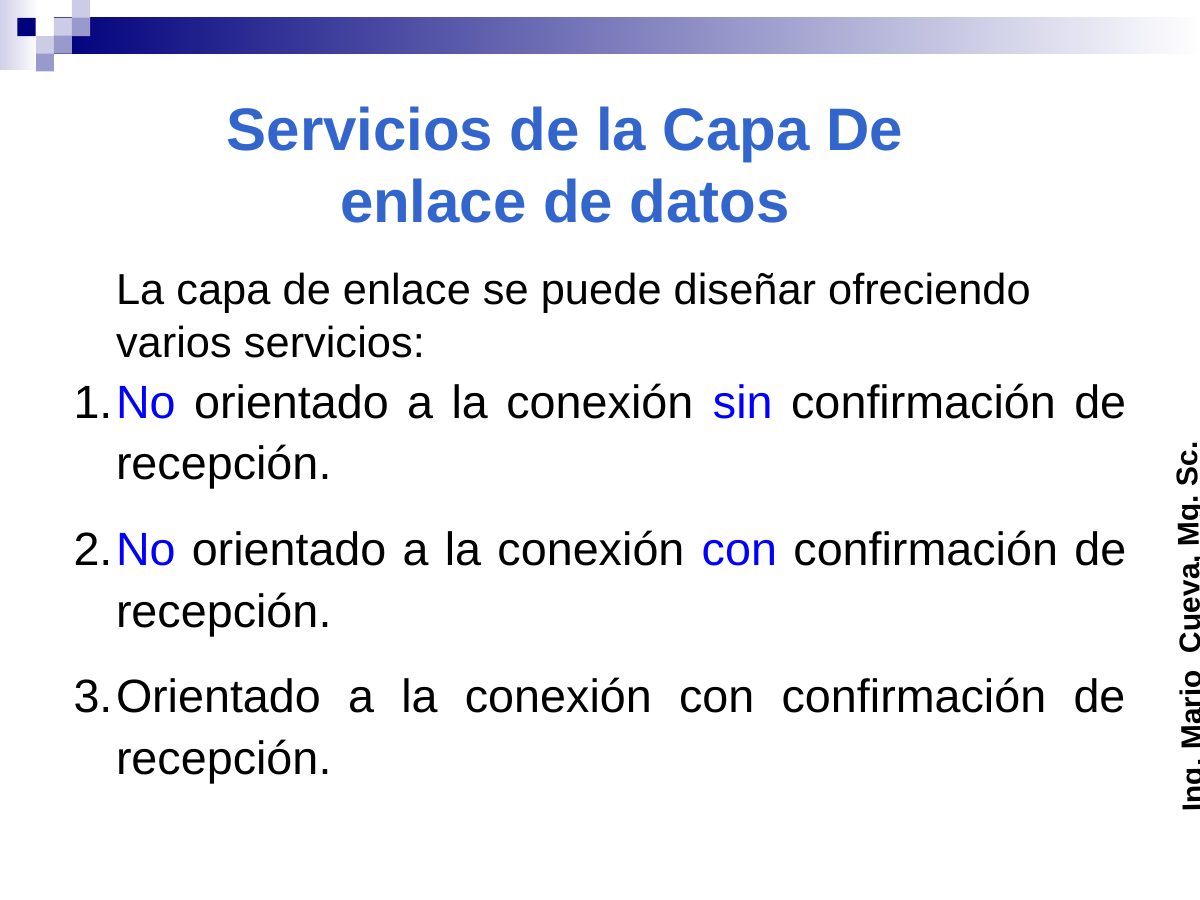 Servicios de la Capa De
enlace de datos
La capa de enlace se puede diseñar ofreciendo
varios servicios:
1. No orientado a la conexión sin confirmación de
recepción.
2. No orientado a la conexión con confirmación de
recepción.
3. Orientado a la conexión con confirmación de
recepción.
Ing. Mario Cueva, Mg. Sc.